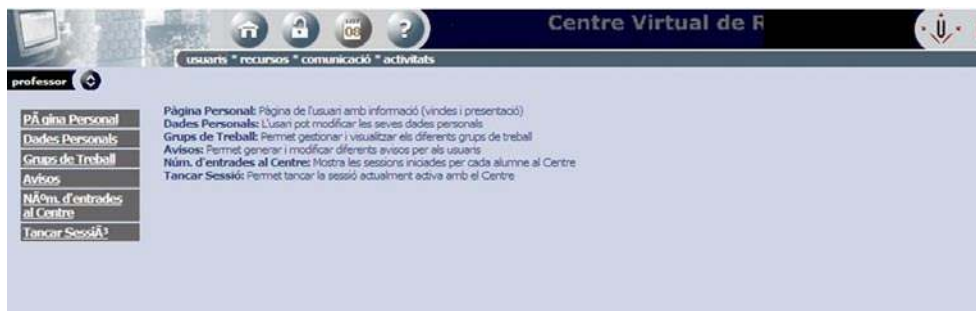 Centre Virtual de R
08
?
usuaris * recursos * comunicació * activitats
professor
PÃ gina Personal
Dades Personals
Grups de Treball
Avisos
NÃºm. d'entrades
al Centre
Tancar SessiÃ³
Pàgina Personal: Pàgina de l'usuari amb informació (vindes i presentació)
Dades Personals: L'usari pot modificar les seves dades personals
Grups de Treball: Permet gestionar i visualitzar els diferents grups de treball
Avisos: Permet generar i modificar diferents avisos per als usuaris
Núm. d'entrades al Centre: Mostra les sessions iniciades per cada alumne al Centre
Tancar Sessió: Permet tancar la sessió actualment activa amb el Centre